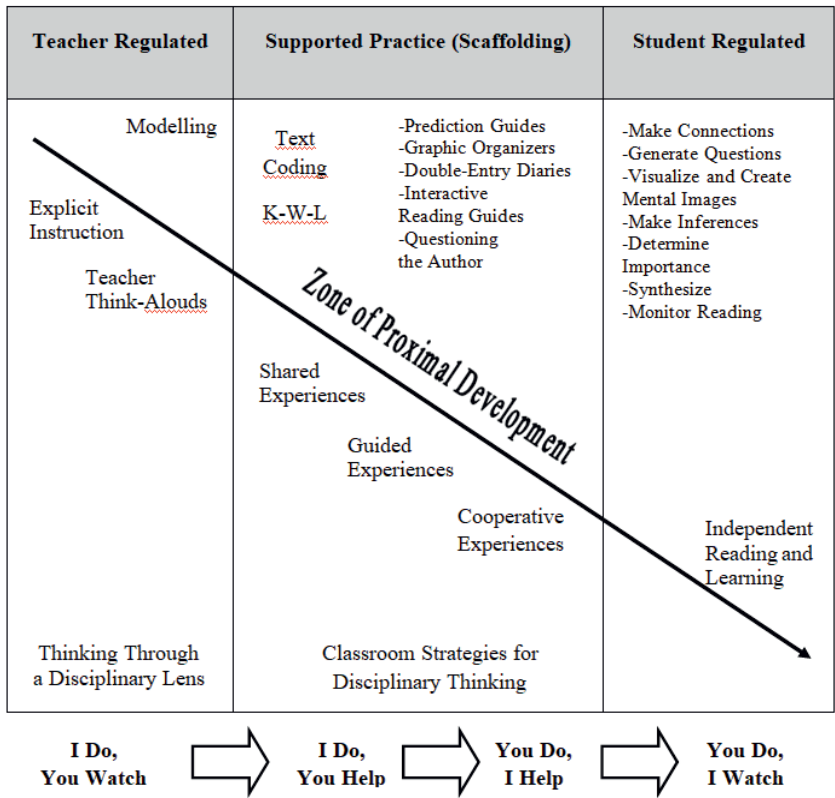 Teacher Regulated
Supported Practice (Scaffolding)
Student Regulated
Modelling
Explicit
Instruction
Teacher
Think-Alouds
Thinking Through
a Disciplinary Lens
Text
Coding
K-W-L
-Prediction Guides
-Graphic Organizers
-Double-Entry Diaries
-Interactive
Reading Guides
-Questioning
the Author
Zone of Proximal Development
Shared
Experiences
Guided
Experiences
Cooperative
Experiences
Classroom Strategies for
Disciplinary Thinking
-Make Connections
-Generate Questions
-Visualize and Create
Mental Images
-Make Inferences
-Determine
Importance
-Synthesize
-Monitor Reading
Independent
Reading and
Learning
I Do,
You Watch
I Do,
You Help
You Do,
I Help
You Do,
I Watch